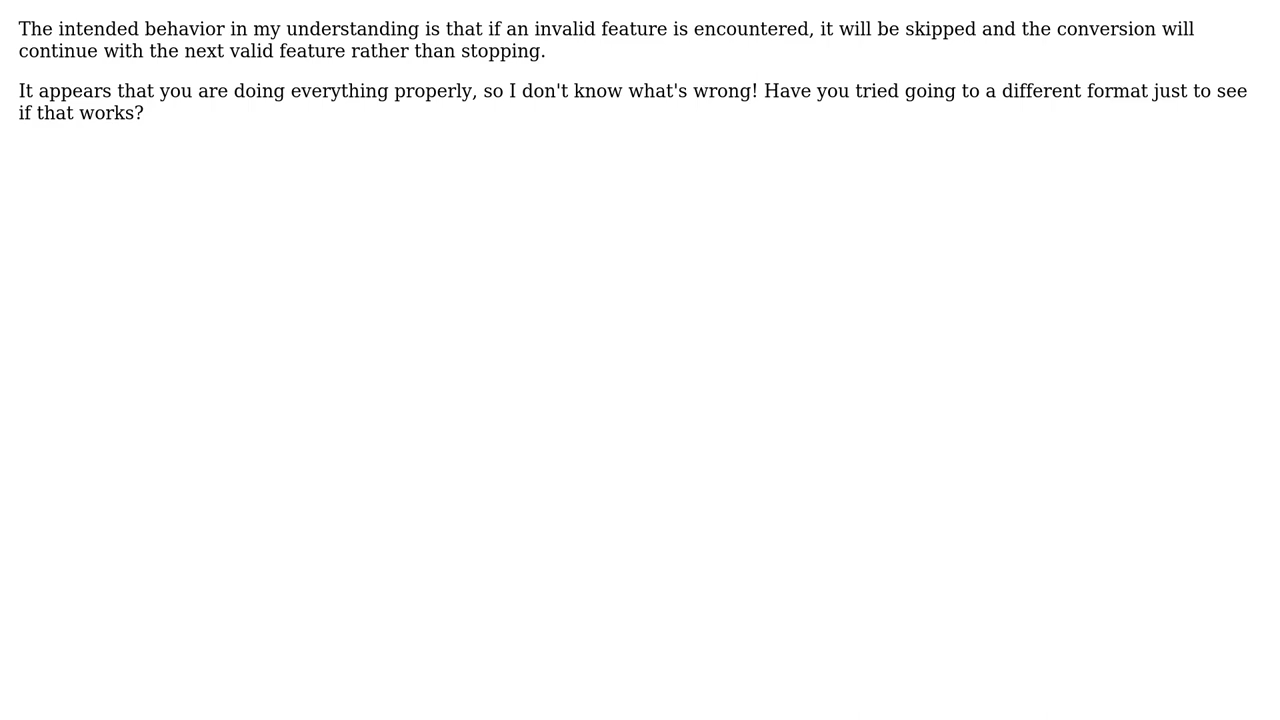 The intended behavior in my understanding is that if an invalid feature is encountered, it will be skipped and the conversion will
continue with the next valid feature rather than stopping.
It appears that you are doing everything properly, so I don't know what's wrong! Have you tried going to a different format just to see
if that works?